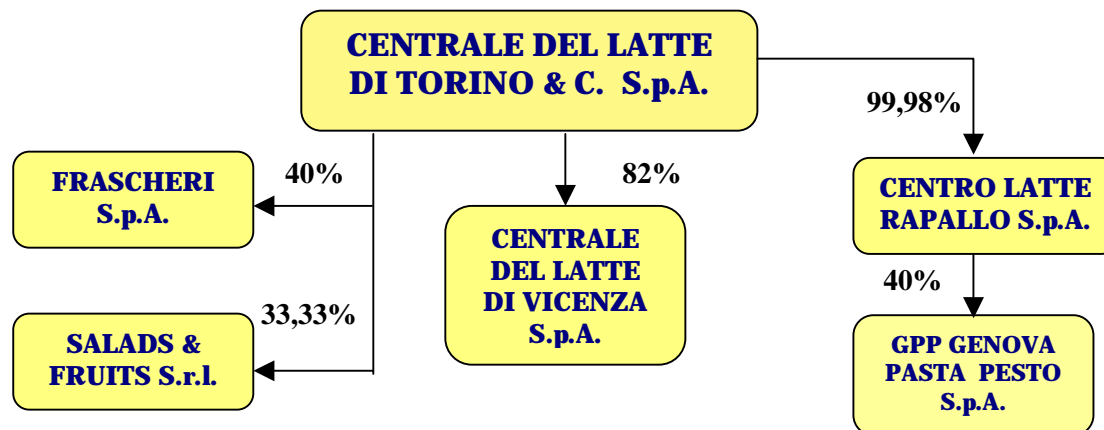 CENTRALE DEL LATTE
DI TORINO & C. S.p.A.
99,98%
FRASCHERI
S.p.A.
40%
82%
CENTRO LATTE
RAPALLO S.p.A.
CENTRALE
DEL LATTE
DI VICENZA
S.p.A.
40%
33,33%
SALADS &
FRUITS S.r.l.
GPP GENOVA
PASTA PESTO
S.p.A.